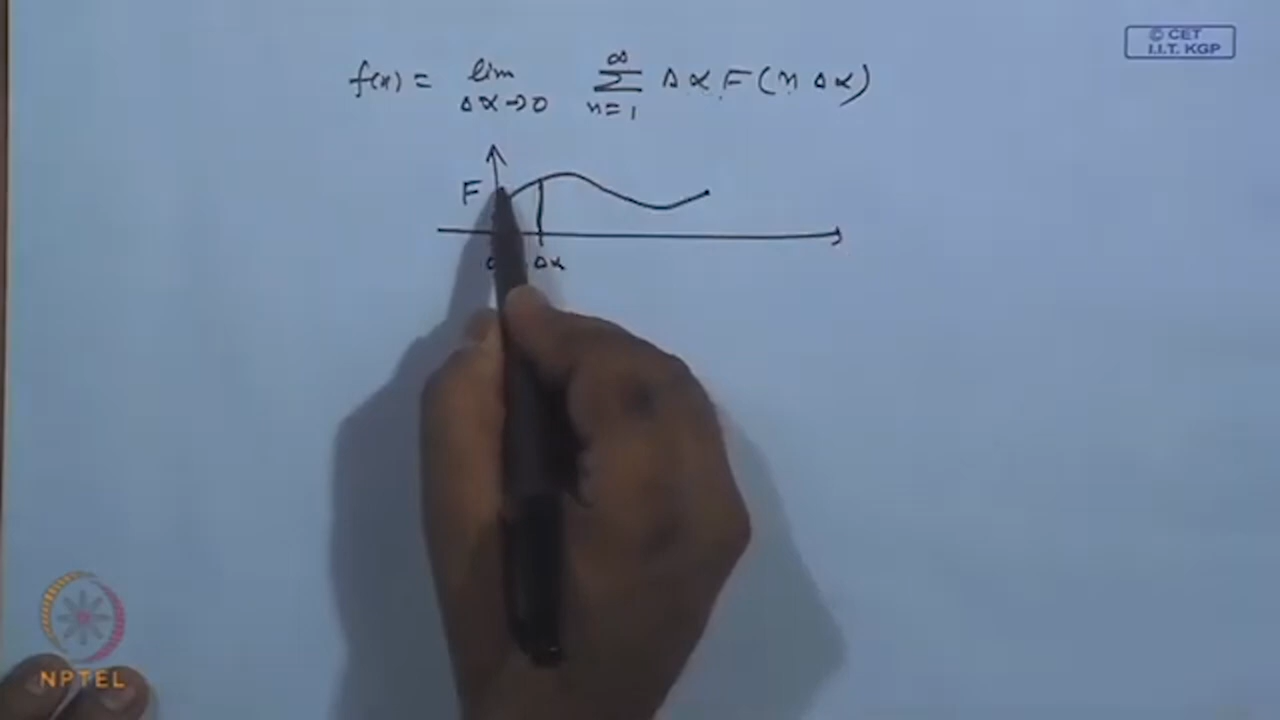 © CET
I.I.T. KGP
f(x) = lim Δα→0 ∑ n=1 ∞ Δα F(n Δα)
F
Δα
NPTEL